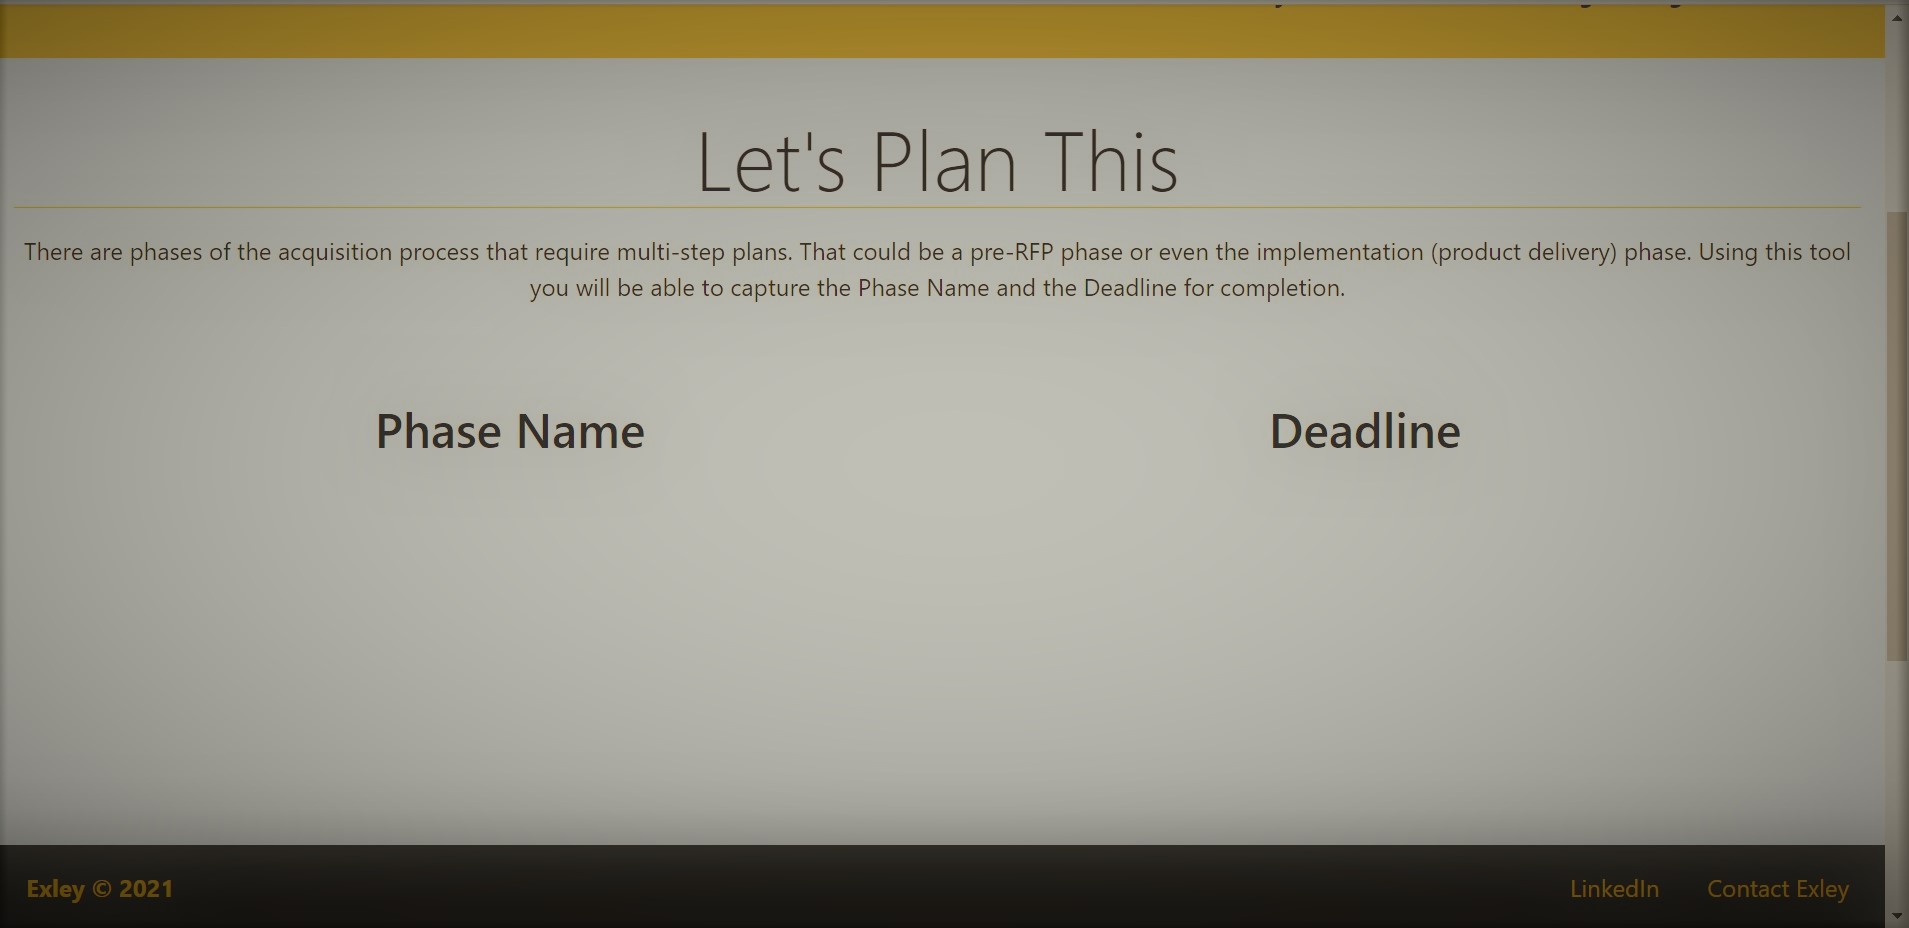 Let's Plan This
There are phases of the acquisition process that require multi-step plans. That could be a pre-RFP phase or even the implementation (product delivery) phase. Using this tool
you will be able to capture the Phase Name and the Deadline for completion.
Phase Name Deadline
Exley © 2021 LinkedIn Contact Exley